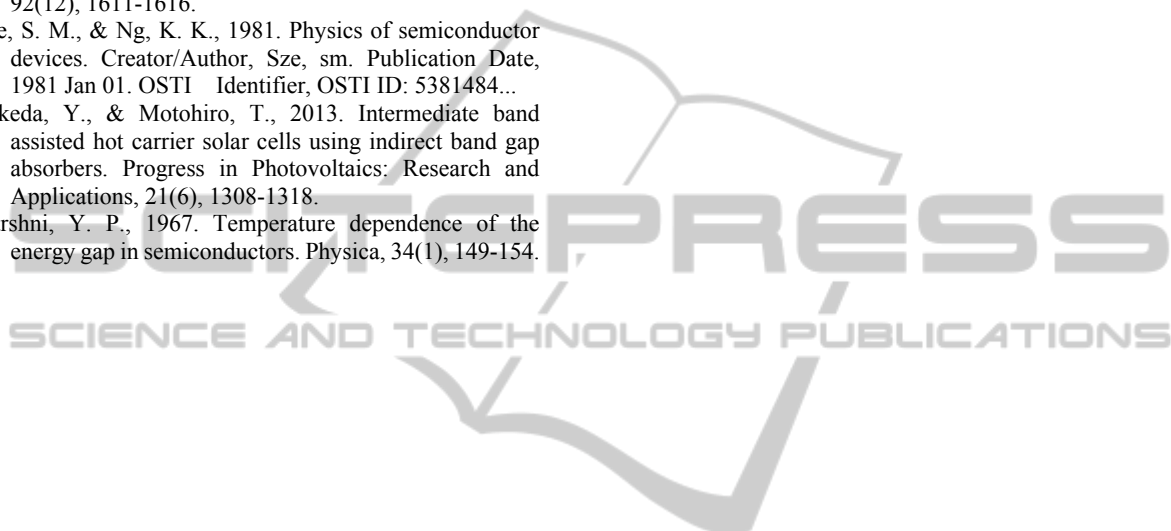 92(12), 1611-1616.
e, S. M., & Ng, K. K., 1981. Physics of semiconductor
devices. Creator/Author, Sze, sm. Publication Date,
1981 Jan 01. OSTI Identifier, OSTI ID: 5381484...
keda, Y., & Motohiro, T., 2013. Intermediate band
assisted hot carrier solar cells using indirect band gap
absorbers. Progress in Photovoltaics: Research and
Applications, 21(6), 1308-1318.
rshni, Y. P., 1967. Temperature dependence of the
energy gap in semiconductors. Physica, 34(1), 149-154.
SCITEPRESS
SCIENCE AND TECHNOLOGY PUBLICATIONS